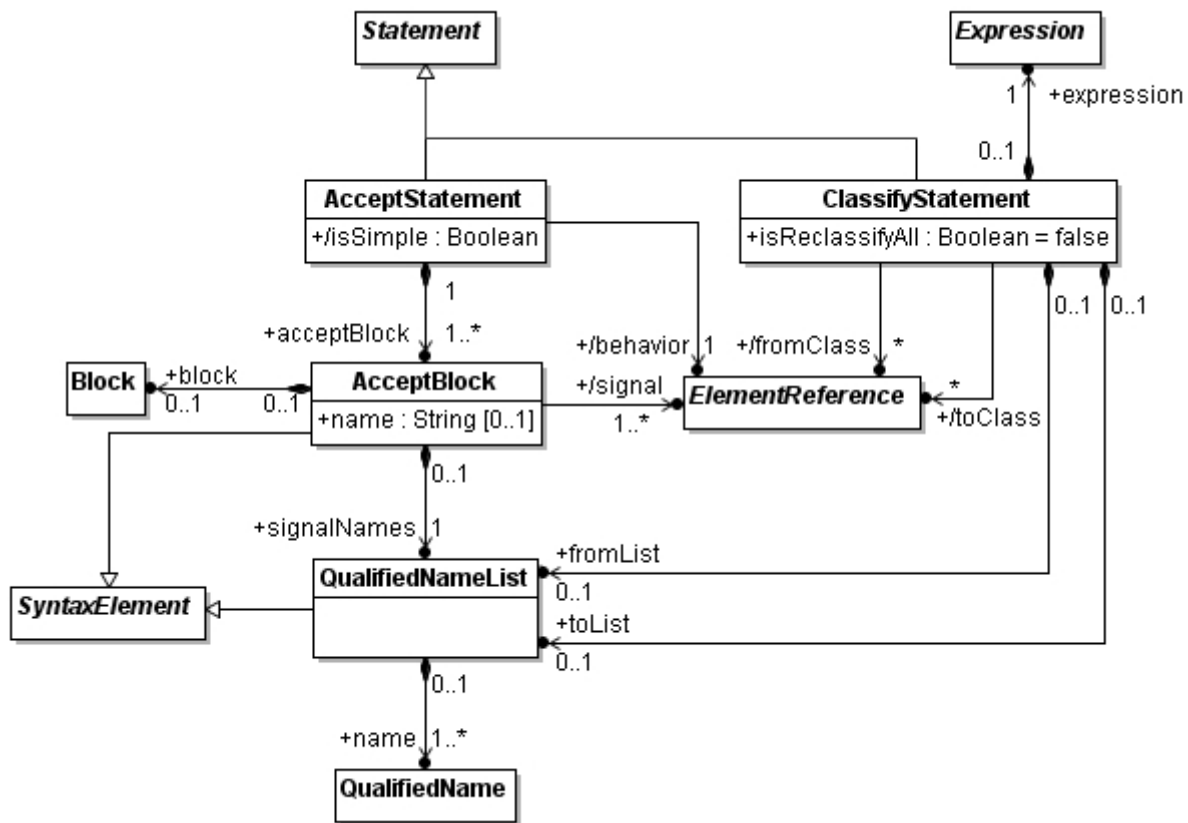 Statement
Expression
1
+expression
0..1
AcceptStatement
+/isSimple : Boolean
ClassifyStatement
+isReclassifyAll : Boolean = false
1
0..1
0..1
+acceptBlock
1..*
+/behavior
1
+/fromClass
*
Block
+block
0..1
0..1
AcceptBlock
+name : String [0..1]
+/signal
1..*
ElementReference
*
+/toClass
0..1
+signalNames
1
+fromList
0..1
QualifiedNameList
SyntaxElement
+toList
0..1
0..1
+name
1..*
QualifiedName